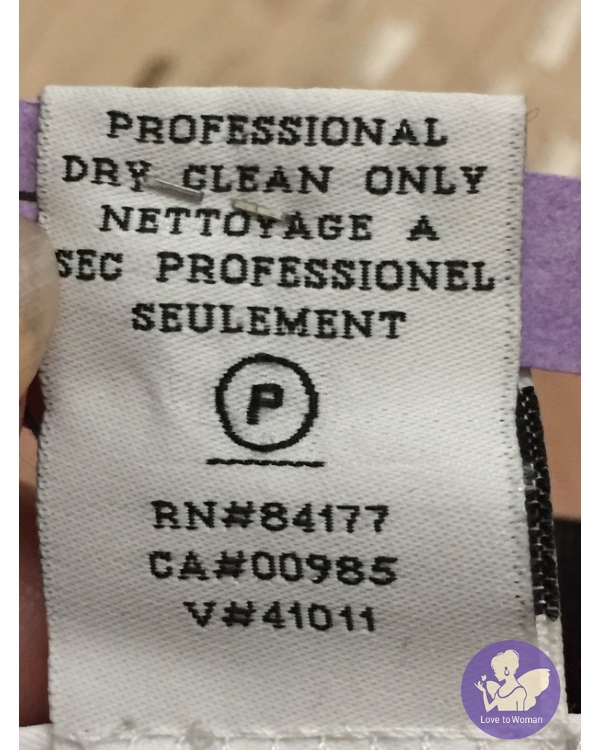 PROFESSIONAL
DRY CLEAN ONLY
NETTOYAGE A
SEC PROFESSIONEL
SEULEMENT
P
RN#84177
CA#00985
V#41011
Love to Woman